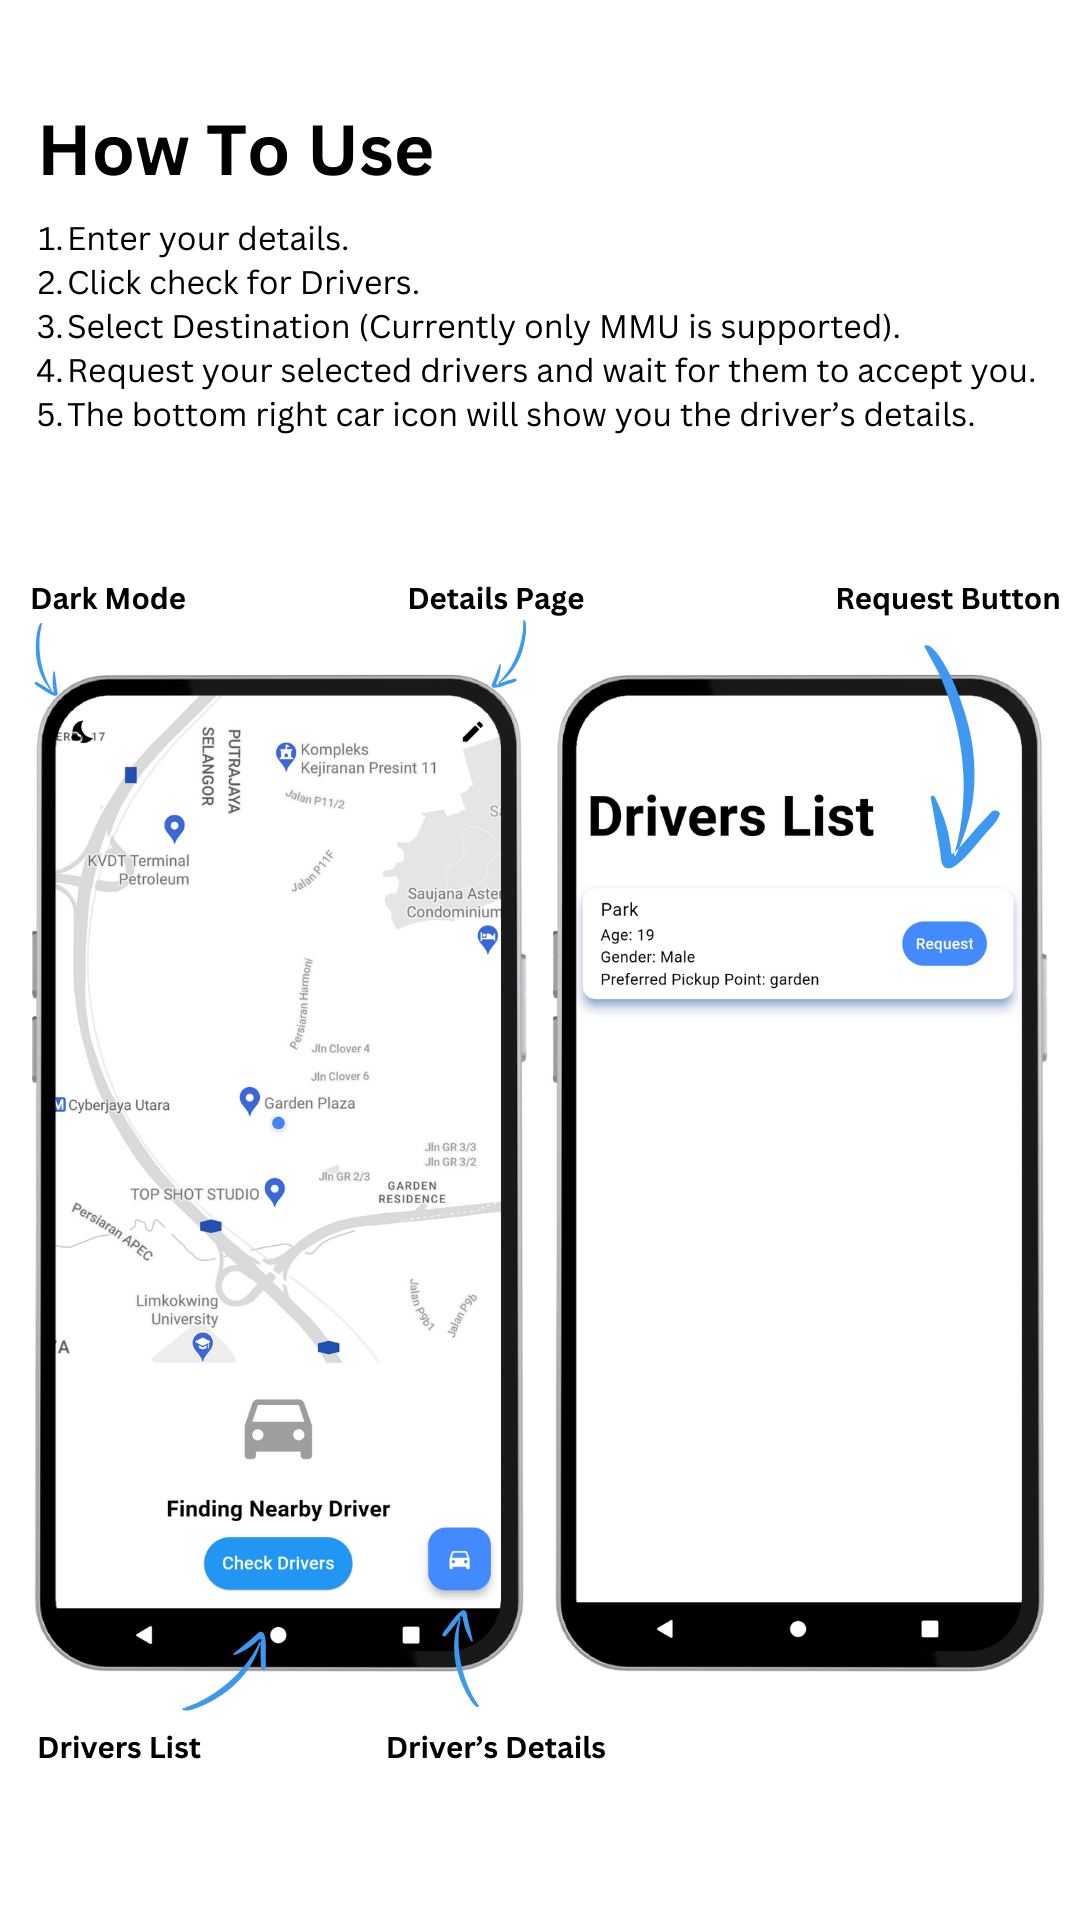 How To Use
1. Enter your details.
2. Click check for Drivers.
3. Select Destination (Currently only MMU is supported).
4. Request your selected drivers and wait for them to accept you.
5. The bottom right car icon will show you the driver’s details.
Dark Mode
Details Page
Request Button
17
SELANGOR
PUTRAJAYA
Kompleks
Kejiranan Presint 11
Jalan P11/2
KVDT Terminal
Petroleum
Jalan P11F
Saujana Aster
Condominium
Persiaran Harmoni
Jln Clover 4
Jln Clover 6
Garden Plaza
Cyberjaya Utara
Jln GR 3/3
Jln GR 3/2
Jln GR 2/3
GARDEN
RESIDENCE
TOP SHOT STUDIO
Persiaran APEC
Limkokwing
University
Jalan P9b1
Jalan P9b
Finding Nearby Driver
Check Drivers
Drivers List
Park
Age: 19
Gender: Male
Preferred Pickup Point: garden
Request
Drivers List
Driver’s Details